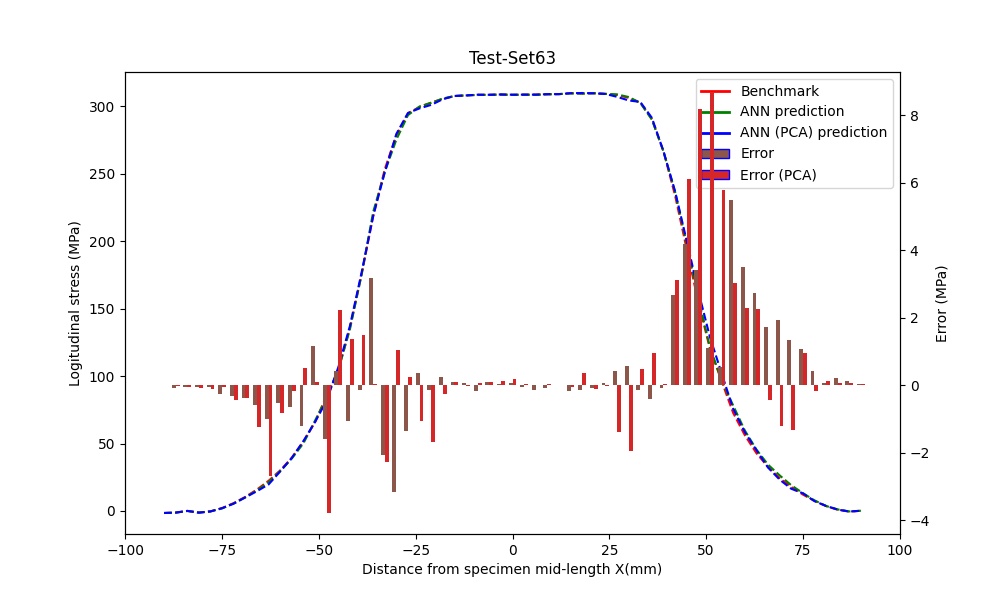 Test-Set63
Benchmark
ANN prediction
ANN (PCA) prediction
Error
Error (PCA)
300
250
200
150
100
50
0
Logitudinal stress (MPa)
8
6
4
2
0
−2
−4
Error (MPa)
−100 −75 −50 −25 0 25 50 75 100
Distance from specimen mid-length X(mm)